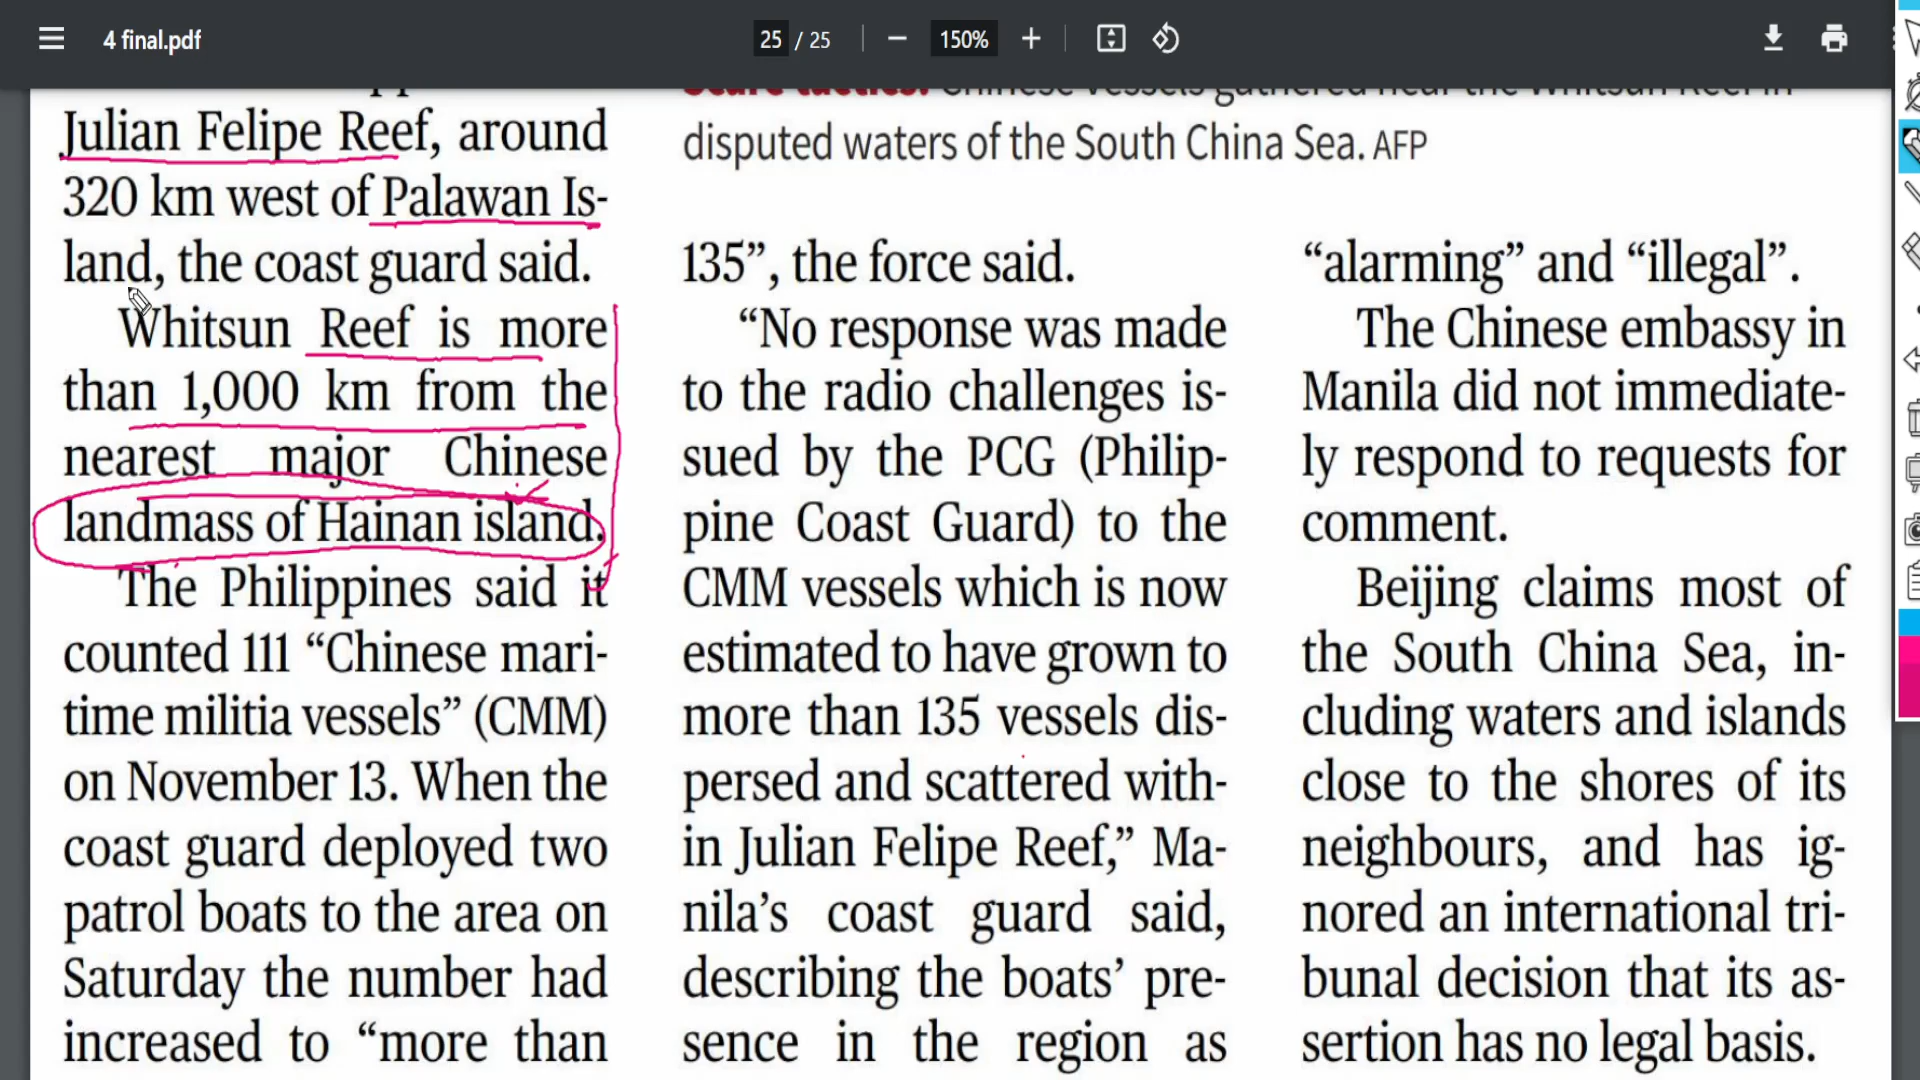 4 final.pdf
25 / 25
150%
Julian Felipe Reef, around
320 km west of Palawan Is-
land, the coast guard said.
Whitsun Reef is more
than 1,000 km from the
nearest major Chinese
landmass of Hainan island.
The Philippines said it
counted 111 “Chinese mari-
time militia vessels” (CMM)
on November 13. When the
coast guard deployed two
patrol boats to the area on
Saturday the number had
increased to “more than
Scare tactics: Chinese vessels gathered near the Whitsun Reef in
disputed waters of the South China Sea. AFP
135”, the force said.
“No response was made
to the radio challenges is-
sued by the PCG (Philip-
pine Coast Guard) to the
CMM vessels which is now
estimated to have grown to
more than 135 vessels dis-
persed and scattered with-
in Julian Felipe Reef,” Ma-
nila’s coast guard said,
describing the boats’ pre-
sence in the region as
“alarming” and “illegal”.
The Chinese embassy in
Manila did not immediate-
ly respond to requests for
comment.
Beijing claims most of
the South China Sea, in-
cluding waters and islands
close to the shores of its
neighbours, and has ig-
nored an international tri-
bunal decision that its as-
sertion has no legal basis.